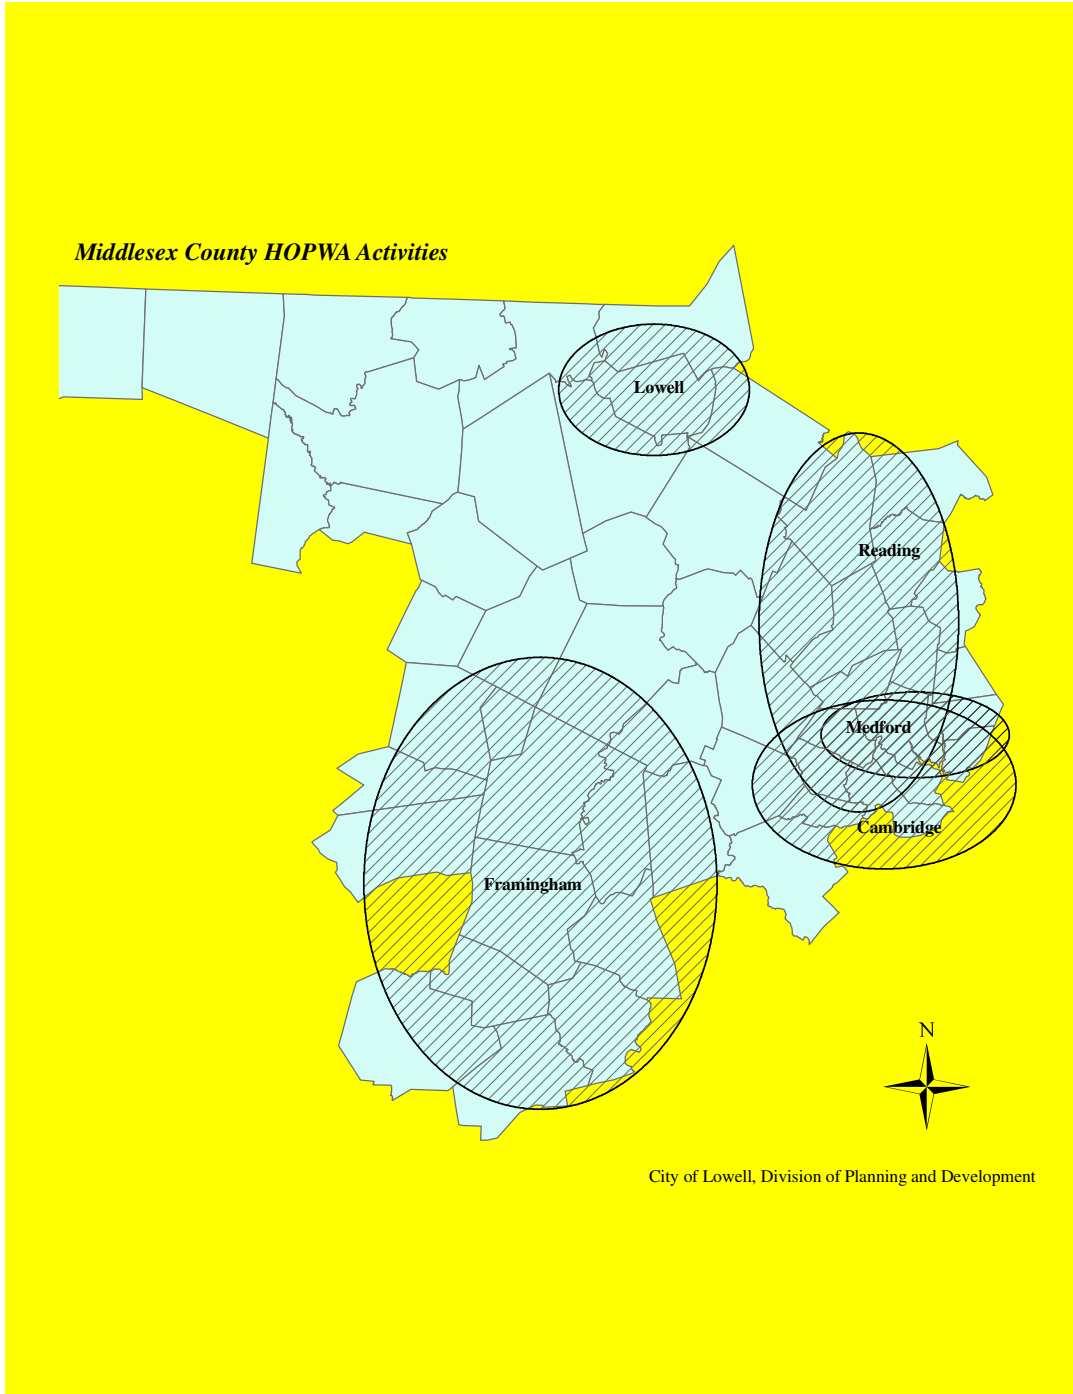 Middlesex County HOPWA Activities
Lowell
Reading
Medford
Cambridge
Framingham
N
City of Lowell, Division of Planning and Development